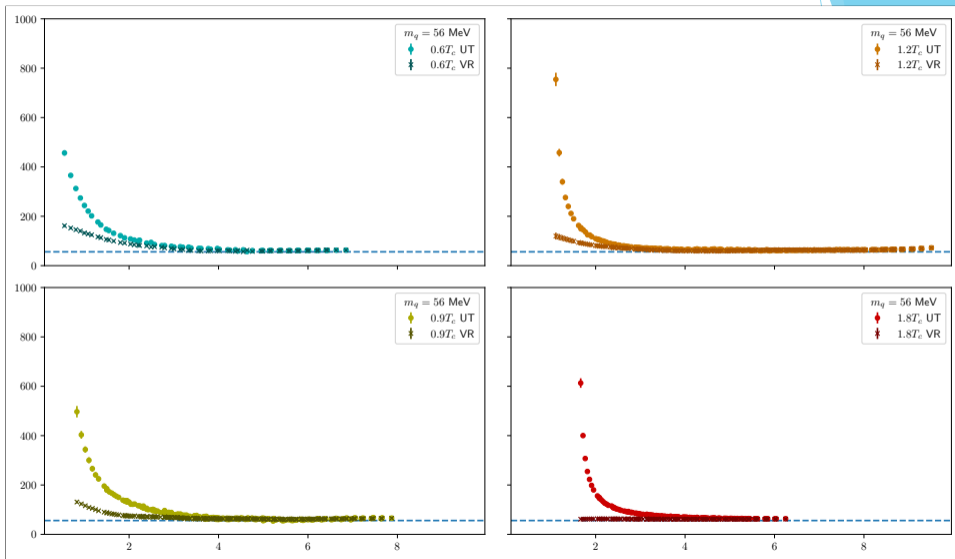 1000
800
600
400
200
0
m_q = 56 MeV
0.6T_c UT
0.6T_c VR
m_q = 56 MeV
1.2T_c UT
1.2T_c VR
1000
800
600
400
200
0
m_q = 56 MeV
0.9T_c UT
0.9T_c VR
2 4 6 8
m_q = 56 MeV
1.8T_c UT
1.8T_c VR
2 4 6 8